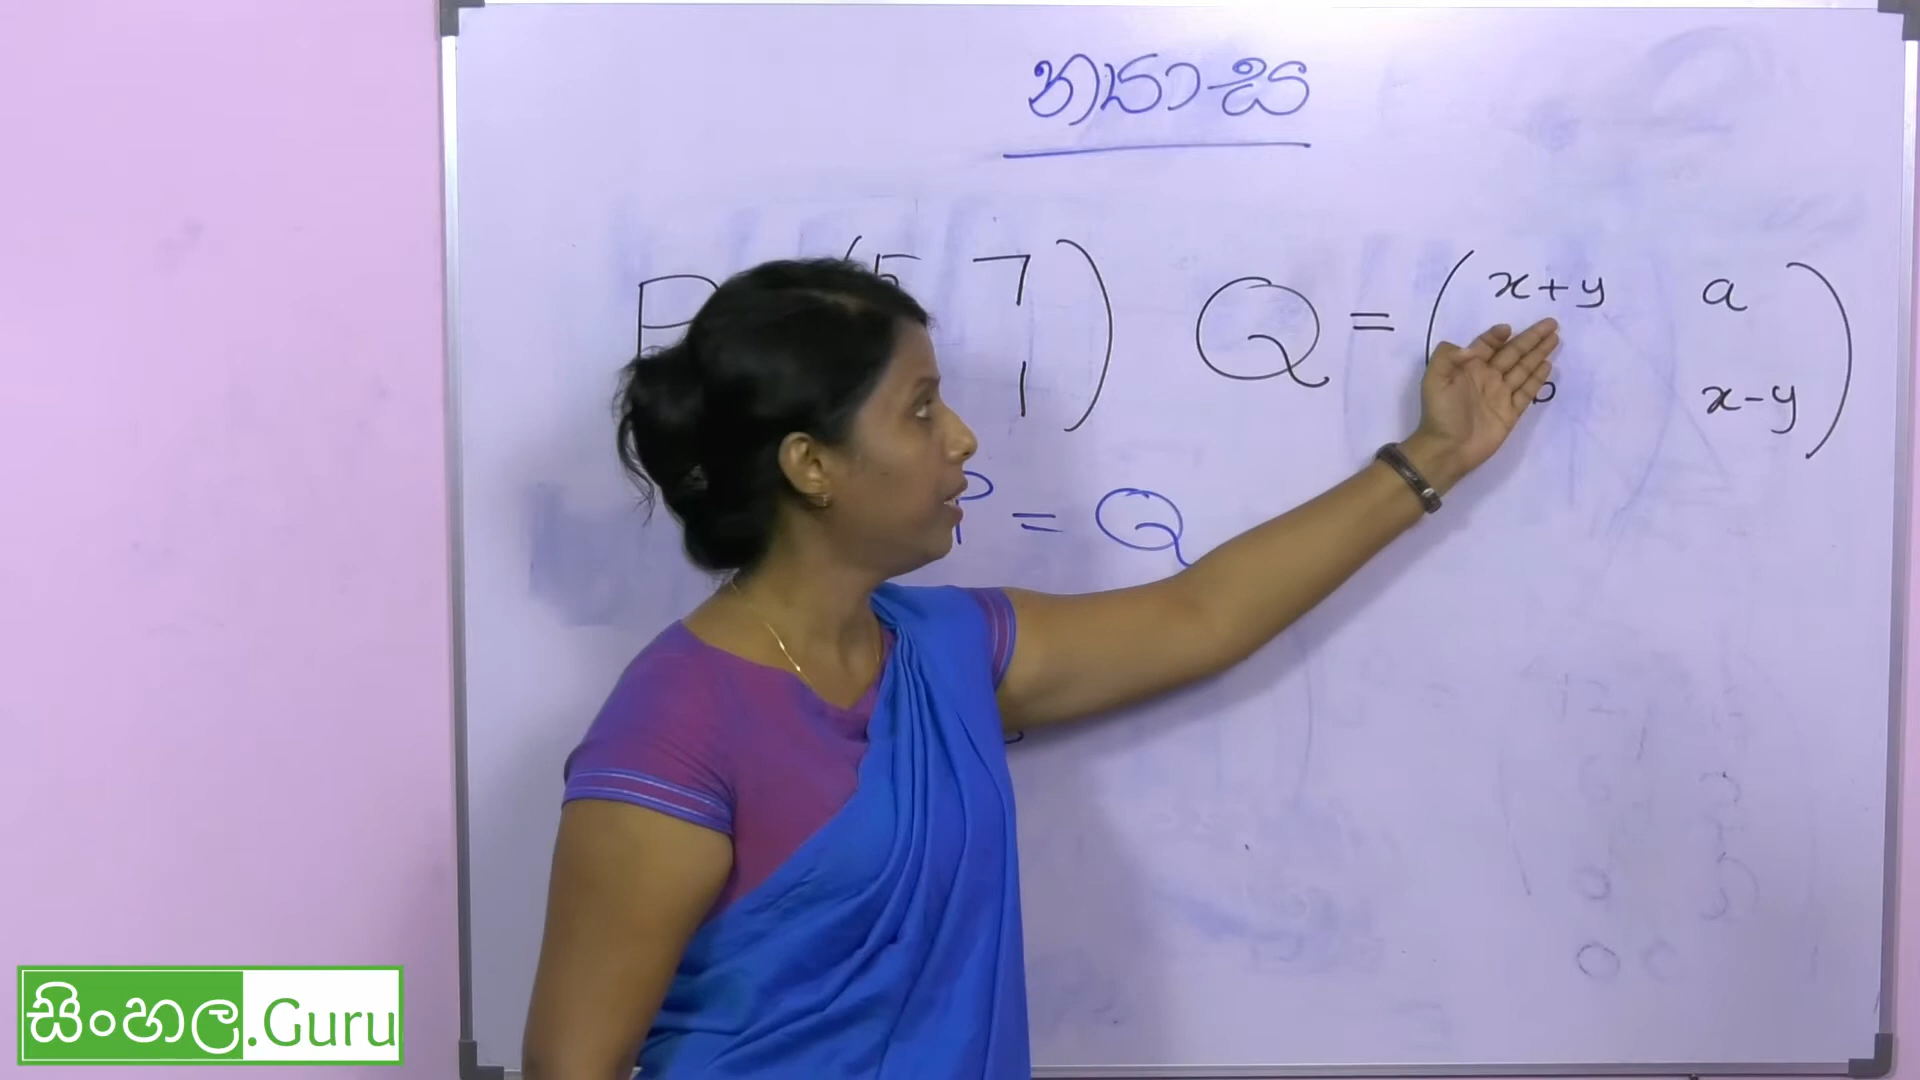 න්‍යාස
P 5 7 Q = ( x+y a )
1 b x-y
P = Q
සිංහල.Guru